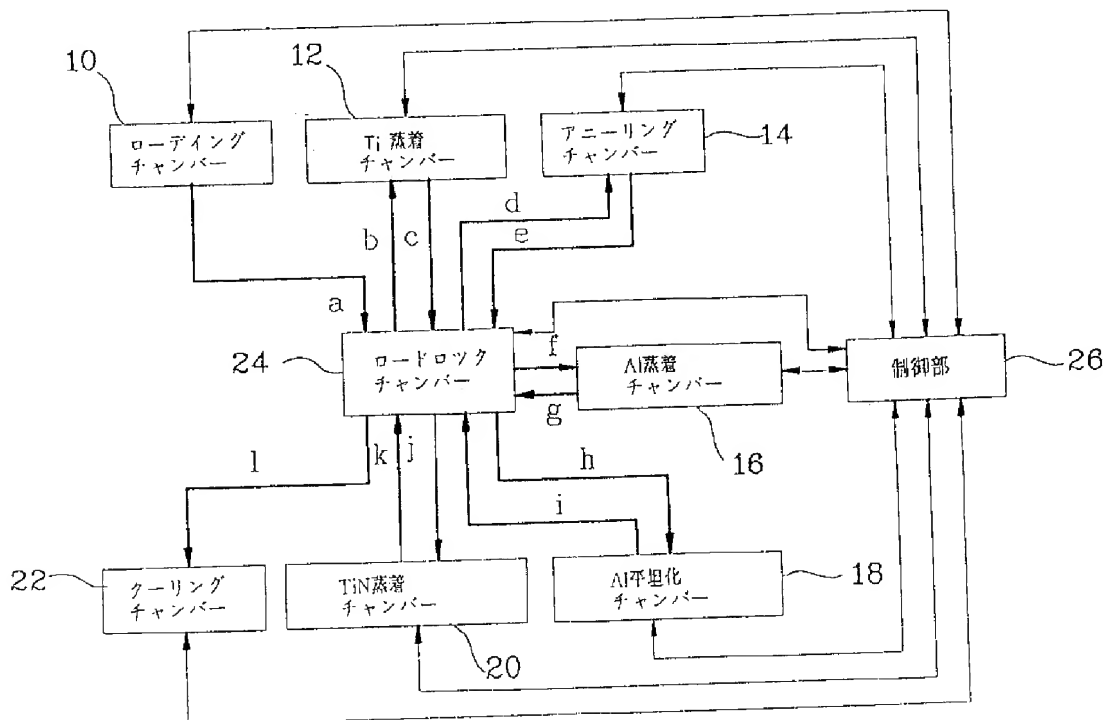 10
12
14
ローデイング
チャンバー
Ti 蒸着
チャンバー
アニーリング
チャンバー
b
c
d
e
a
24
ロードロック
チャンバー
f
g
Al蒸着
チャンバー
16
制御部
26
l
k
j
h
i
22
クーリング
チャンバー
TiN蒸着
チャンバー
20
Al平坦化
チャンバー
18